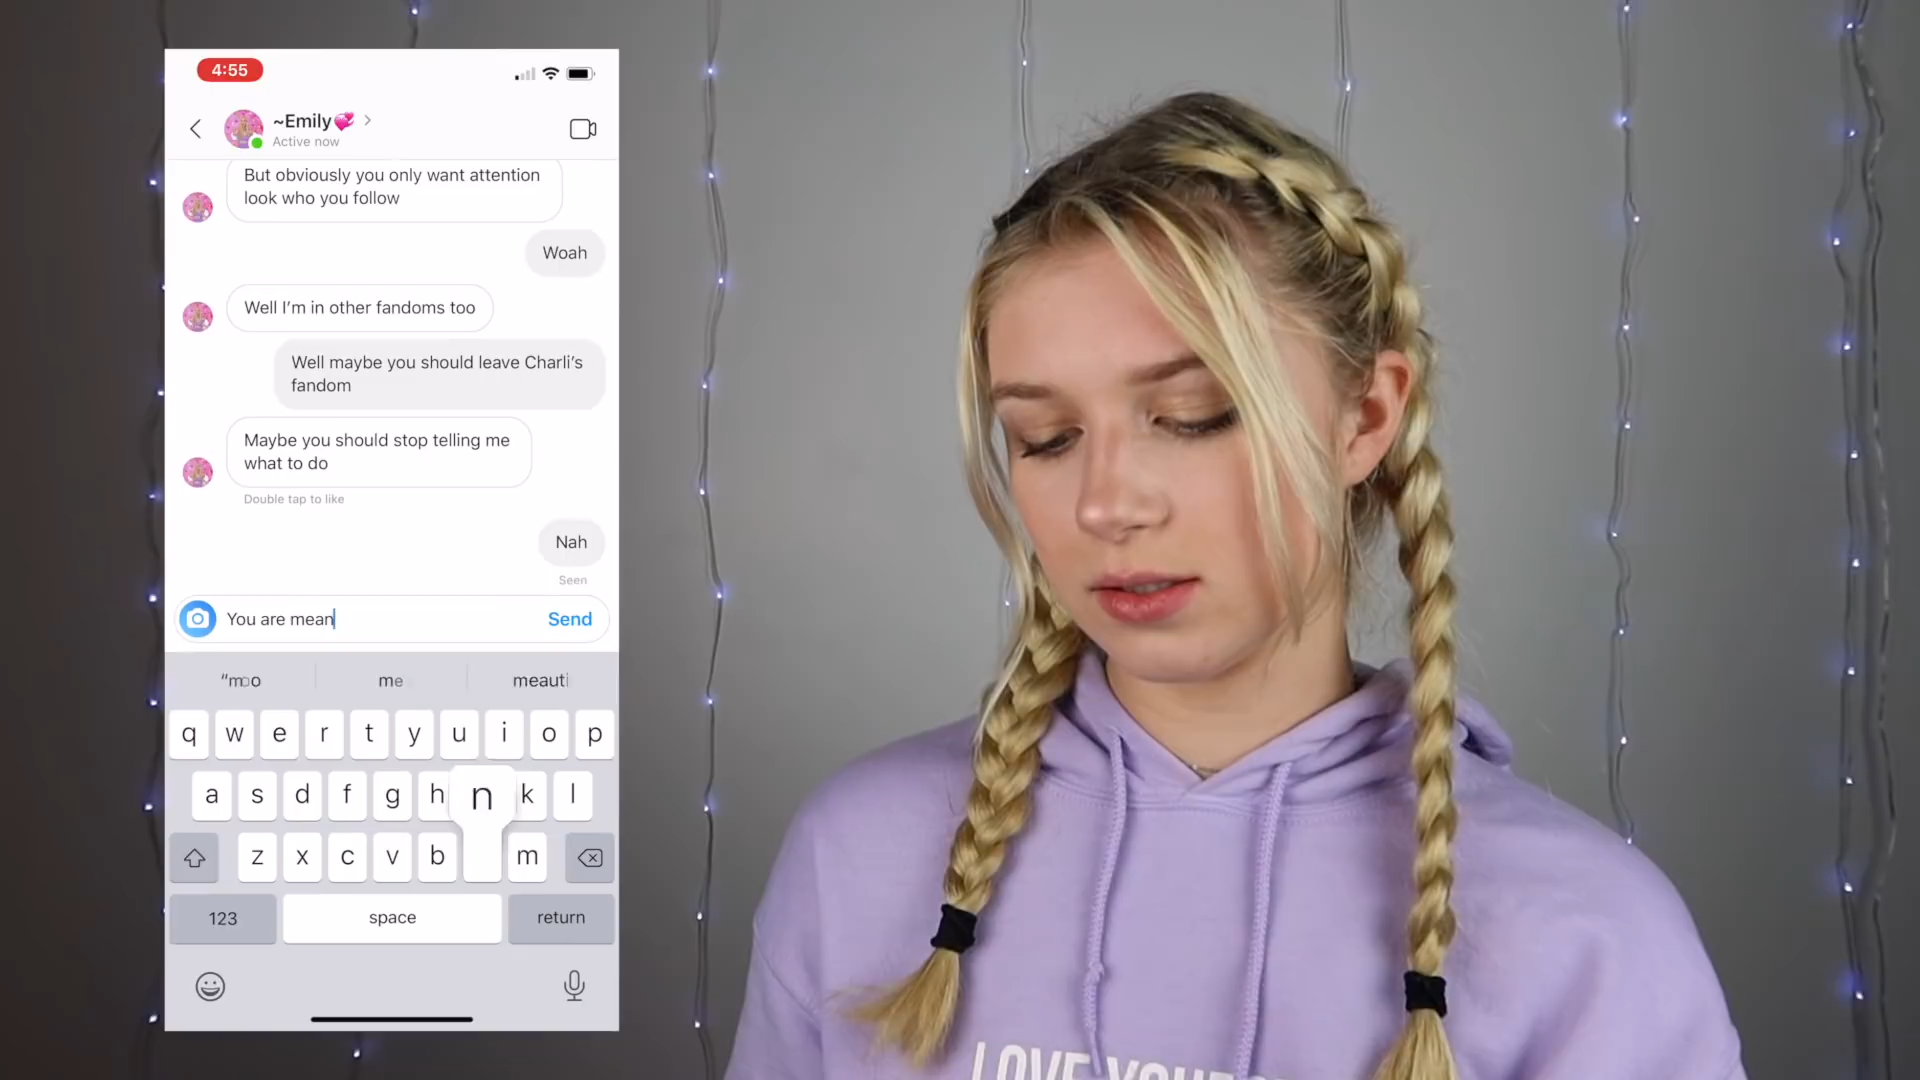 4:55
~Emily💞
Active now
But obviously you only want attention
look who you follow
Woah
Well I’m in other fandoms too
Well maybe you should leave Charli’s
fandom
Maybe you should stop telling me
what to do
Double tap to like
Nah
Seen
You are mean
Send
me
q w e r t y u i o p
a s d f g h n k l
z x c v b m
123
space
return
LOVE